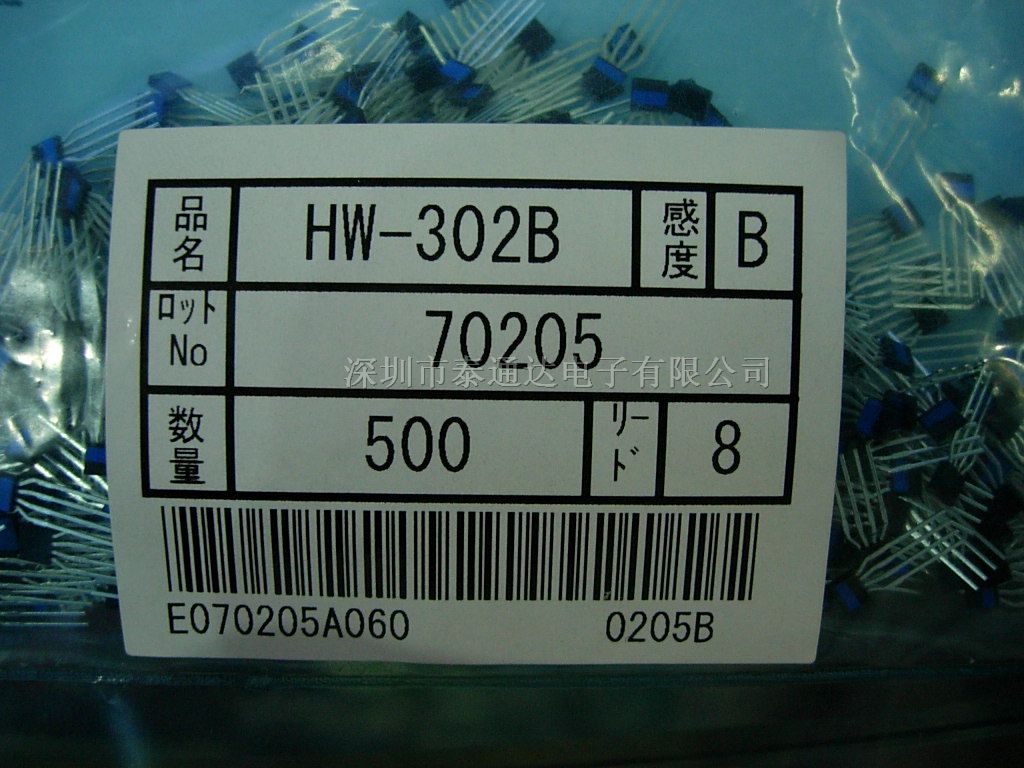 品名 HW-302B 感度 B
ロット No 70205
深圳市泰通达电子有限公司
数量 500 リード 8
E070205A060 0205B